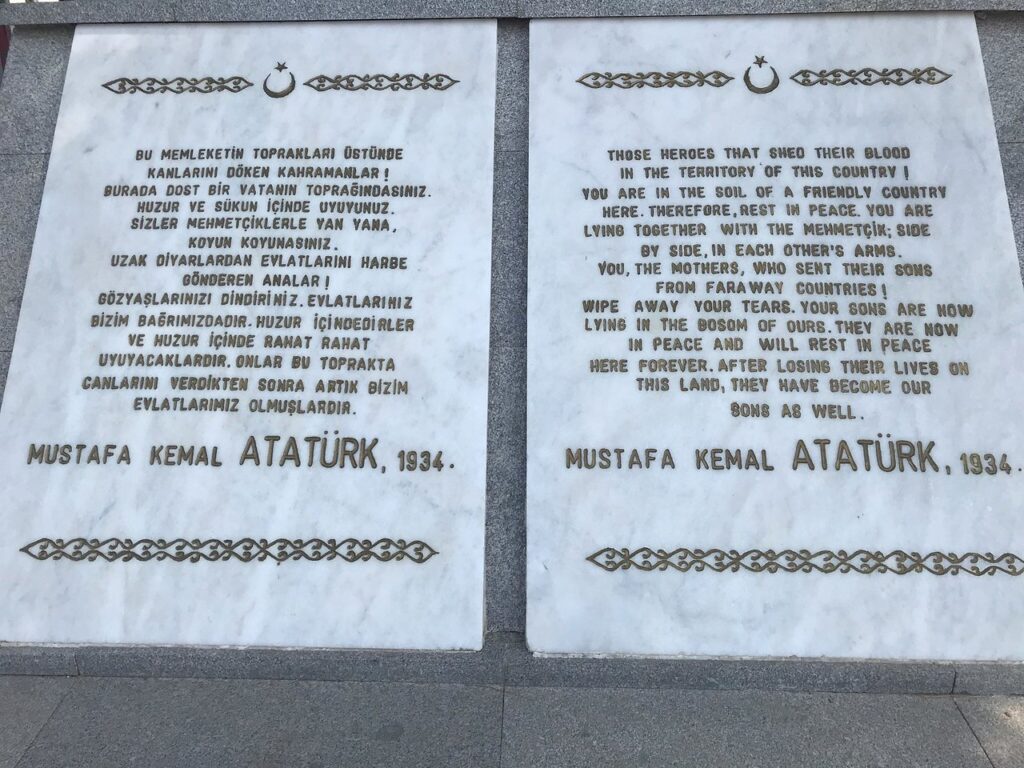 BU MEMLEKETİN TOPRAKLARI ÜSTÜNDE
KANLARINI DÖKEN KAHRAMANLAR!
BURADA DOST BİR VATANIN TOPRAĞINDASINIZ.
HUZUR VE SÜKUN İÇİNDE UYUYUNUZ.
SİZLER MEHMETÇİKLERLE YAN YANA,
KOYUN KOYUNASINIZ.
UZAK DİYARLARDAN EVLATLARINI HARBE
GÖNDEREN ANALAR!
GÖZYAŞLARINIZI DİNDİRİNİZ. EVLATLARINIZ
BİZİM BAĞRIMIZDADIR. HUZUR İÇİNDEDİRLER
VE HUZUR İÇİNDE RAHAT RAHAT
UYUYACAKLARDIR. ONLAR BU TOPRAKTA
CANLARINI VERDİKTEN SONRA ARTIK BİZİM
EVLATLARIMIZ OLMUŞLARDIR.
MUSTAFA KEMAL ATATÜRK, 1934.
THOSE HEROES THAT SHED THEIR BLOOD
IN THE TERRITORY OF THIS COUNTRY!
YOU ARE IN THE SOIL OF A FRIENDLY COUNTRY
HERE. THEREFORE, REST IN PEACE. YOU ARE
LYING TOGETHER WITH THE MEHMETÇİK; SIDE
BY SIDE, IN EACH OTHER'S ARMS.
YOU, THE MOTHERS, WHO SENT THEIR SONS
FROM FARAWAY COUNTRIES!
WIPE AWAY YOUR TEARS. YOUR SONS ARE NOW
LYING IN THE BOSOM OF OURS. THEY ARE NOW
IN PEACE AND WILL REST IN PEACE
HERE FOREVER. AFTER LOSING THEIR LIVES ON
THIS LAND, THEY HAVE BECOME OUR
SONS AS WELL.
MUSTAFA KEMAL ATATÜRK, 1934.